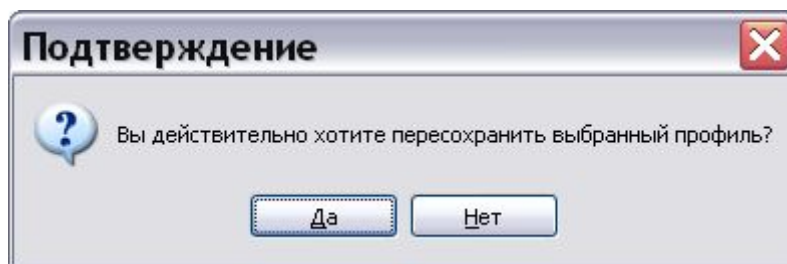 Подтверждение
Вы действительно хотите пересохранить выбранный профиль?
Да
Нет